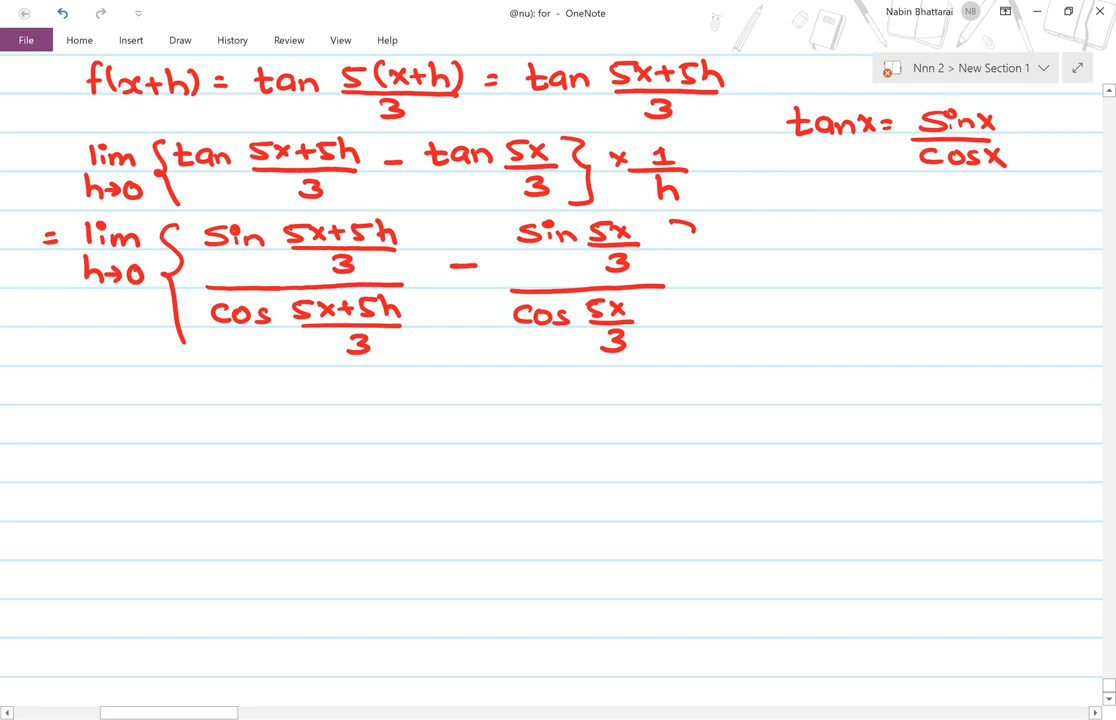 @nu): for - OneNote
Nabin Bhattarai NB
File Home Insert Draw History Review View Help
Nnn 2 > New Section 1
f(x+h) = tan 5(x+h)/3 = tan 5x+5h/3
tanx = sinx/cosx
lim h→0 {tan 5x+5h/3 - tan 5x/3} × 1/h
= lim h→0 { sin 5x+5h/3 / cos 5x+5h/3 - sin 5x/3 / cos 5x/3